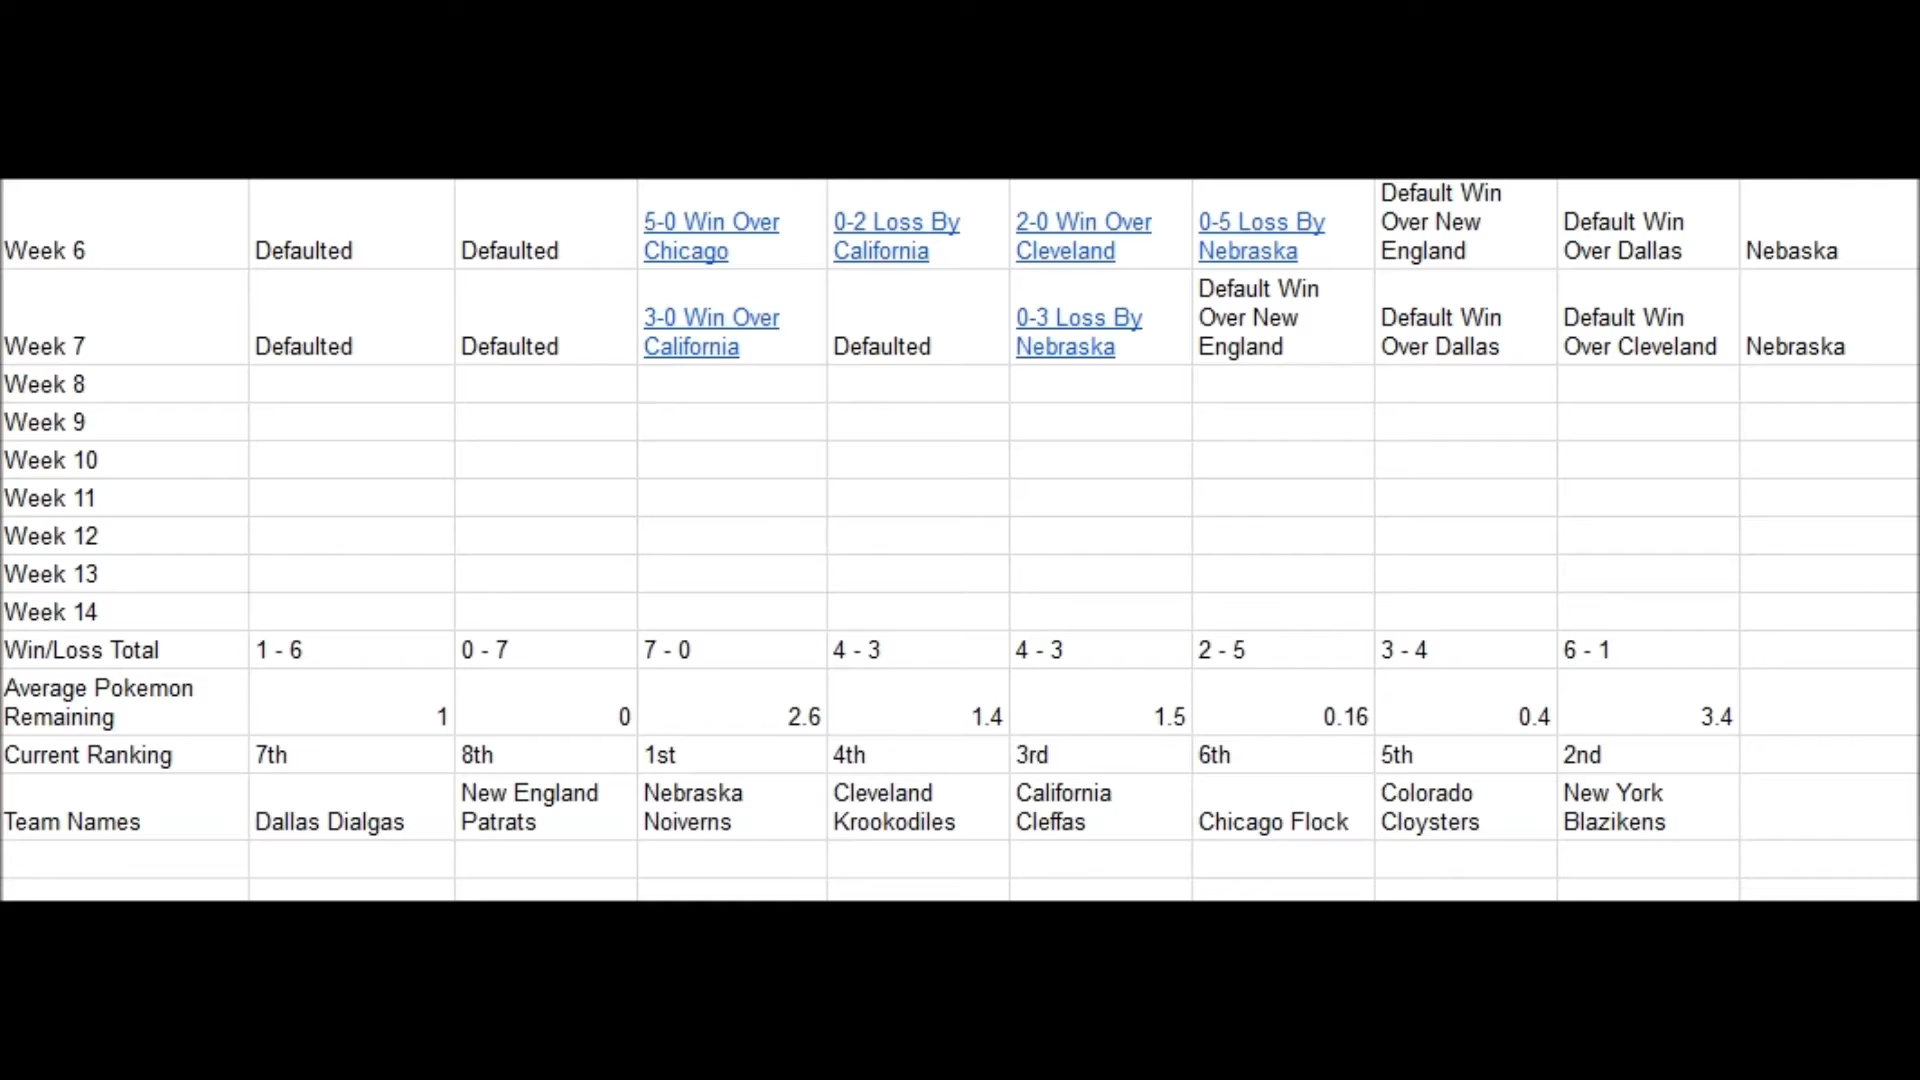 Week 6 Defaulted Defaulted 5-0 Win Over Chicago 0-2 Loss By California 2-0 Win Over Cleveland 0-5 Loss By Nebraska Default Win Over New England Default Win Over Dallas Nebaska
Week 7 Defaulted Defaulted 3-0 Win Over California Defaulted 0-3 Loss By Nebraska Default Win Over New England Default Win Over Dallas Default Win Over Cleveland Nebraska
Week 8
Week 9
Week 10
Week 11
Week 12
Week 13
Week 14
Win/Loss Total 1 - 6 0 - 7 7 - 0 4 - 3 4 - 3 2 - 5 3 - 4 6 - 1
Average Pokemon Remaining 1 0 2.6 1.4 1.5 0.16 0.4 3.4
Current Ranking 7th 8th 1st 4th 3rd 6th 5th 2nd
Team Names Dallas Dialgas New England Patrats Nebraska Noiverns Cleveland Krookodiles California Cleffas Chicago Flock Colorado Cloysters New York Blazikens